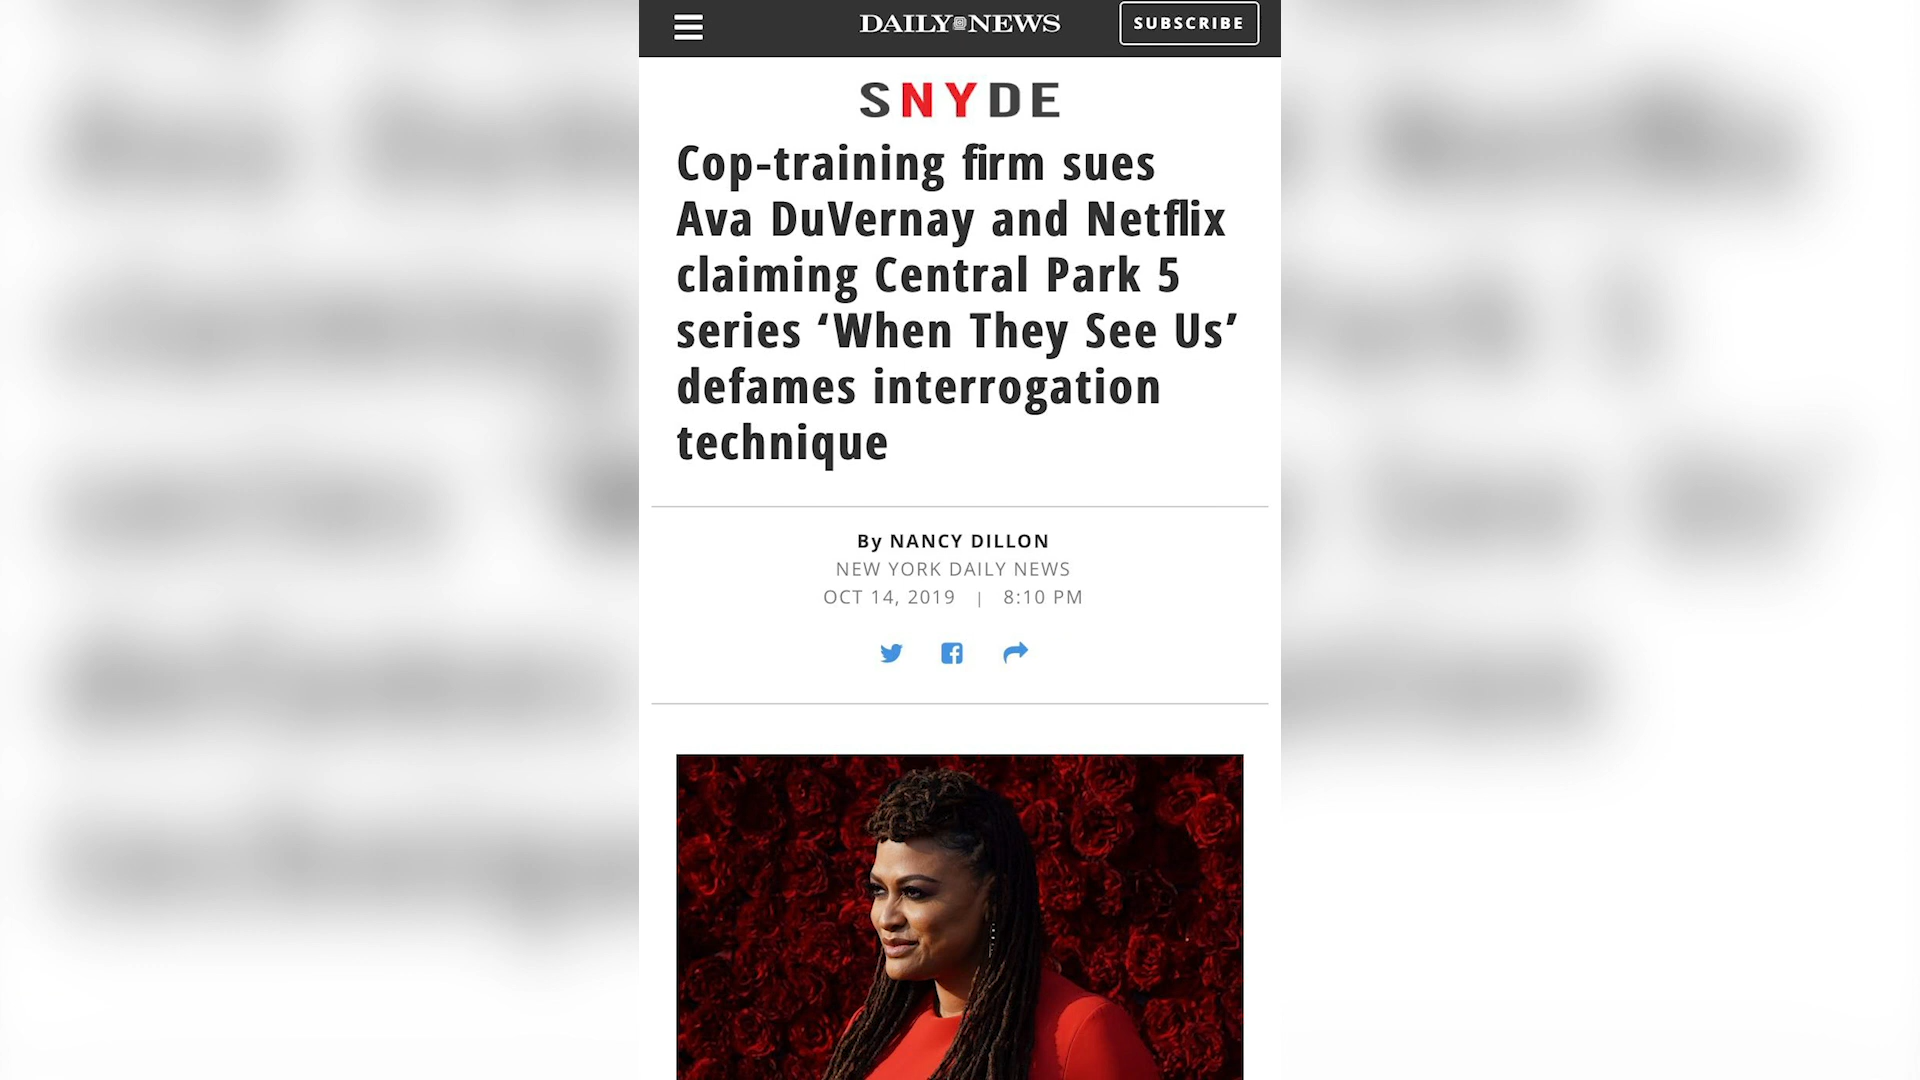 DAILY NEWS
SUBSCRIBE
SNYDE
Cop-training firm sues
Ava DuVernay and Netflix
claiming Central Park 5
series ‘When They See Us’
defames interrogation
technique
By NANCY DILLON
NEW YORK DAILY NEWS
OCT 14, 2019 | 8:10 PM